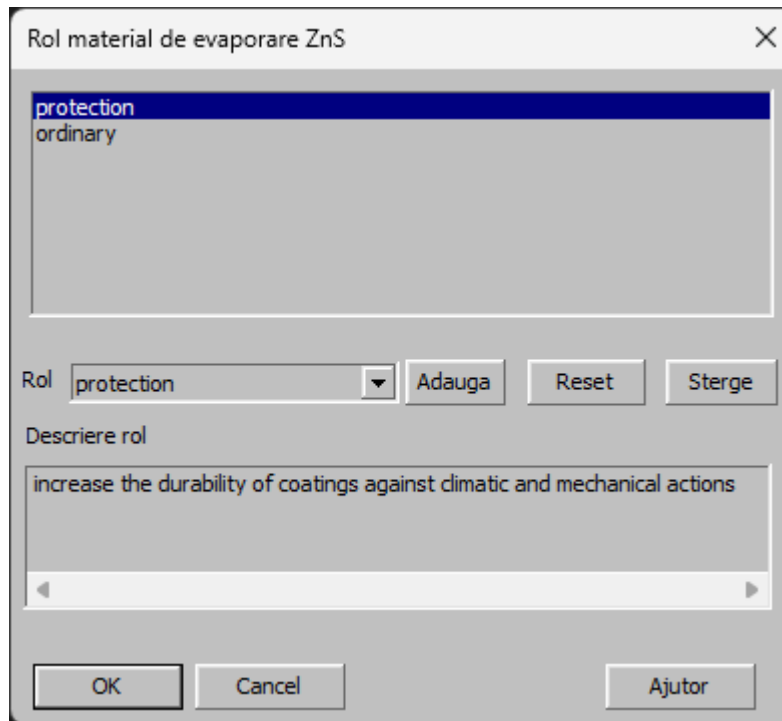 Rol material de evaporare ZnS
protection
ordinary
Rol protection Adauga Reset Sterge
Descriere rol
increase the durability of coatings against climatic and mechanical actions
OK Cancel Ajutor